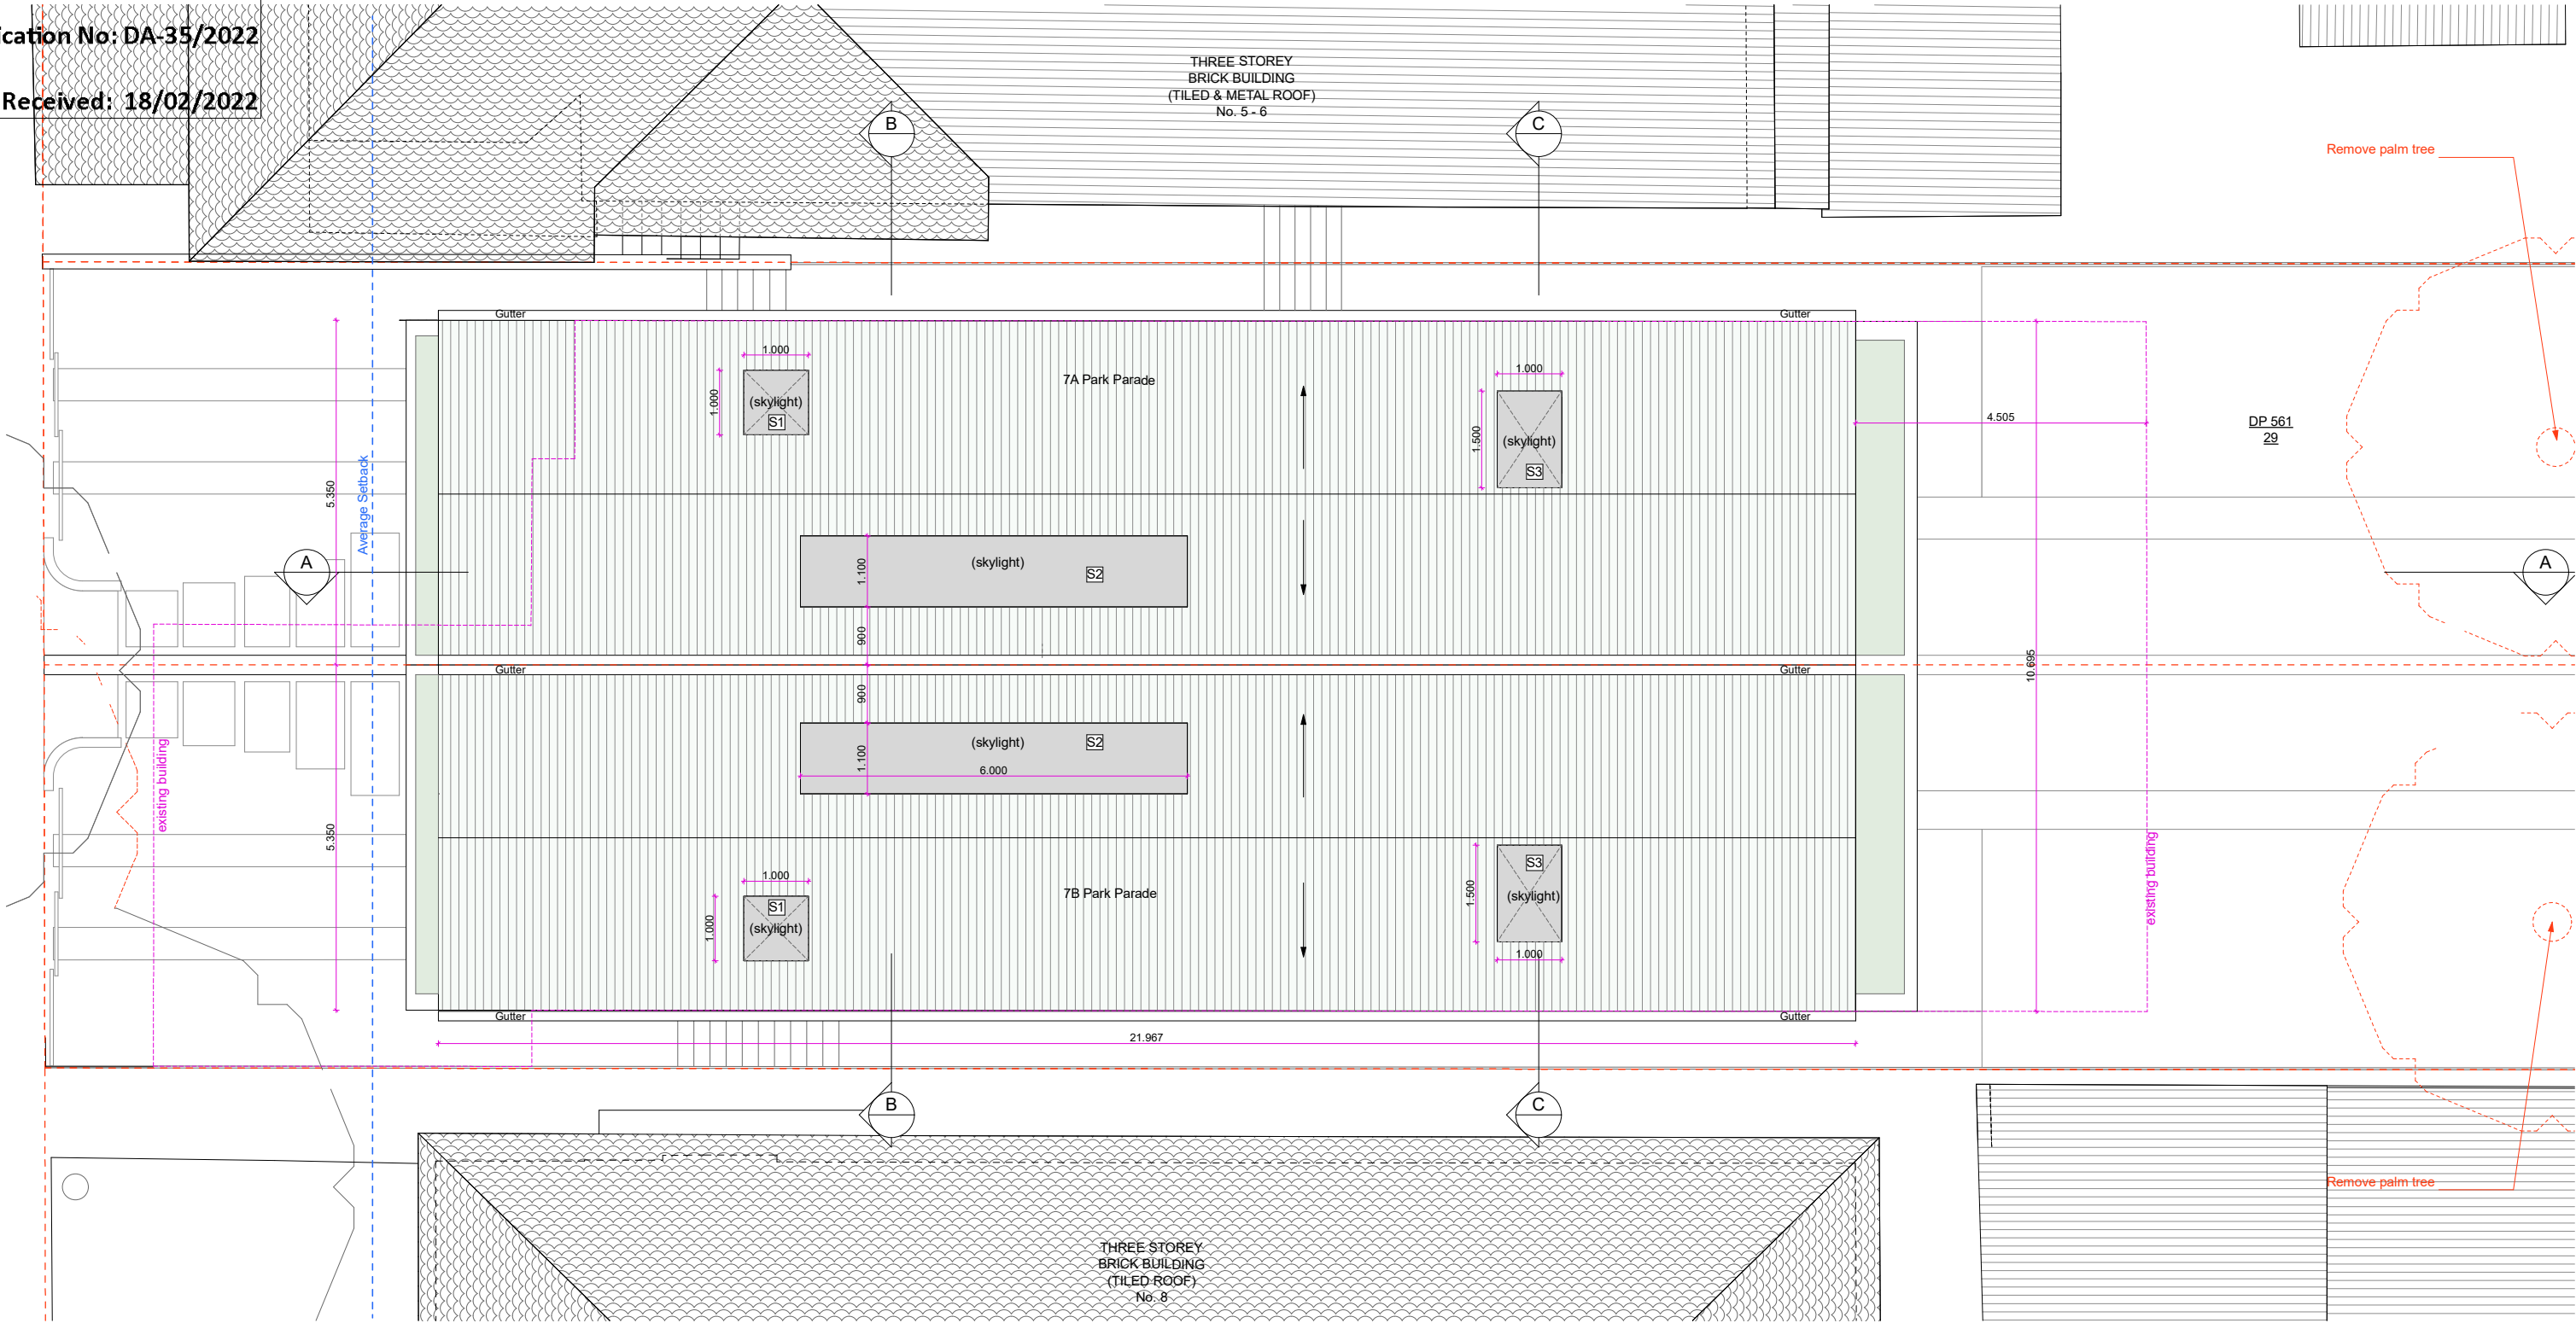 ication No: DA-35/2022
Received: 18/02/2022
THREE STOREY
BRICK BUILDING
(TILED & METAL ROOF)
No. 5 - 6
B
C
Remove palm tree
Gutter
Gutter
1.000
1.000
(skylight)
S1
7A Park Parade
1.000
1.500
(skylight)
S3
4.505
DP 561
29
5.350
Average Setback
A
1.100
(skylight)
S2
A
900
Gutter
Gutter
10.695
900
existing building
1.100
(skylight)
S2
6.000
5.350
1.000
1.000
S1
(skylight)
7B Park Parade
1.500
S3
(skylight)
1.000
existing building
Gutter
Gutter
21.967
B
C
Remove palm tree
THREE STOREY
BRICK BUILDING
(TILED ROOF)
No. 8